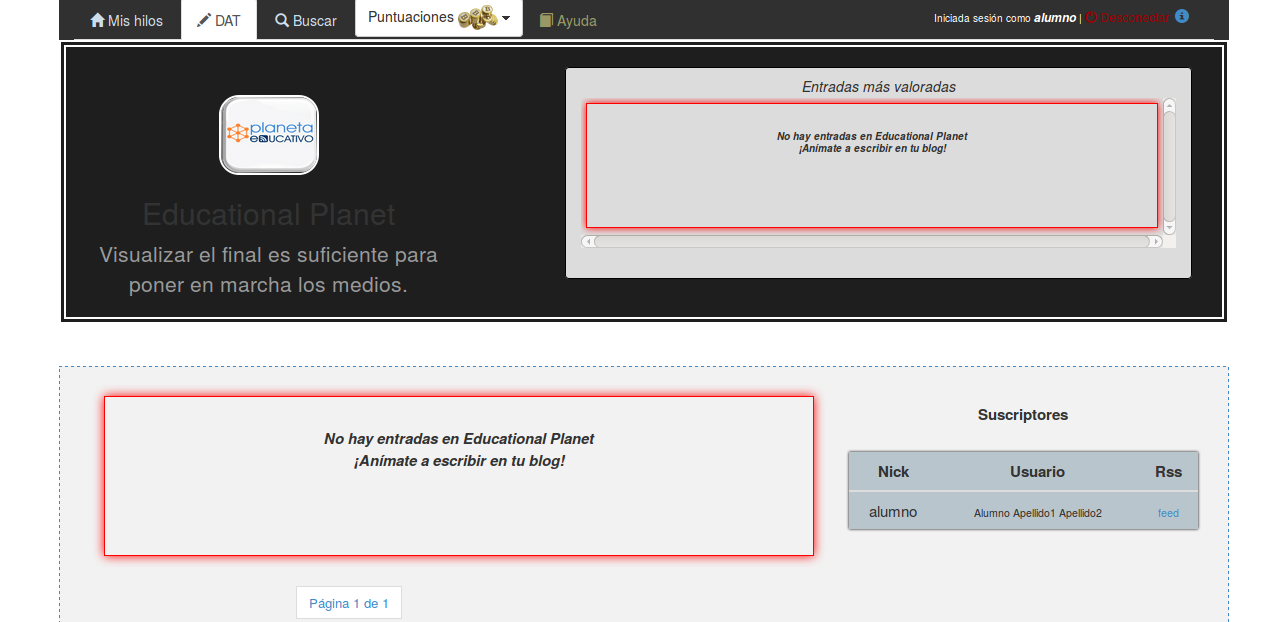 Mis hilos DAT Buscar Puntuaciones Ayuda Iniciada sesión como alumno | Desconectar
planeta
eDUCATIVO
Educational Planet
Visualizar el final es suficiente para
poner en marcha los medios.
Entradas más valoradas
No hay entradas en Educational Planet
¡Anímate a escribir en tu blog!
No hay entradas en Educational Planet
¡Anímate a escribir en tu blog!
Página 1 de 1
Suscriptores
Nick Usuario Rss
alumno Alumno Apellido1 Apellido2 feed